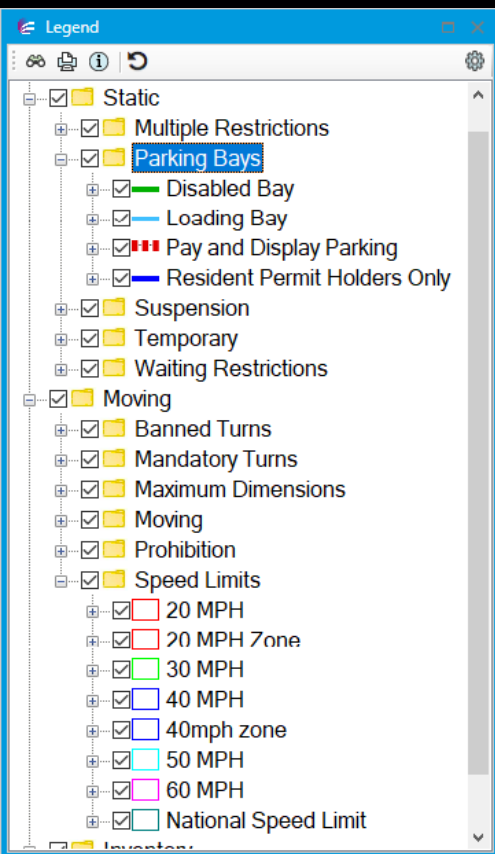 Legend
Static
Multiple Restrictions
Parking Bays
Disabled Bay
Loading Bay
Pay and Display Parking
Resident Permit Holders Only
Suspension
Temporary
Waiting Restrictions
Moving
Banned Turns
Mandatory Turns
Maximum Dimensions
Moving
Prohibition
Speed Limits
20 MPH
20 MPH Zone
30 MPH
40 MPH
40mph zone
50 MPH
60 MPH
National Speed Limit
Inventory